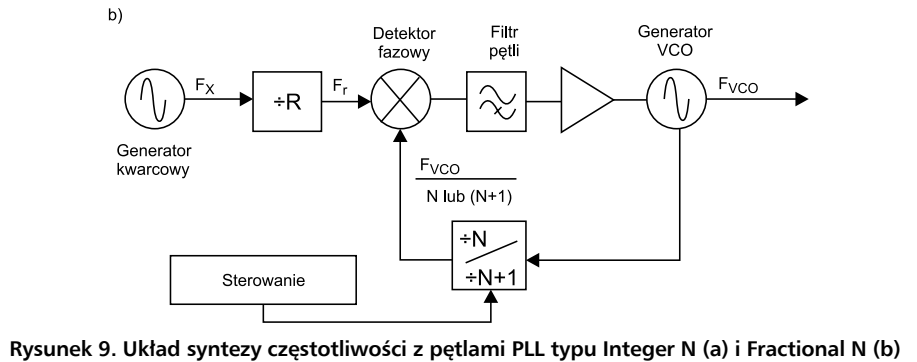 b)
Detektor
fazowy
Filtr
pętli
Generator
VCO
F_X
÷R
F_r
F_VCO
Generator
kwarcowy
F_VCO
N lub (N+1)
÷N
÷N+1
Sterowanie
Rysunek 9. Układ syntezy częstotliwości z pętlami PLL typu Integer N (a) i Fractional N (b)